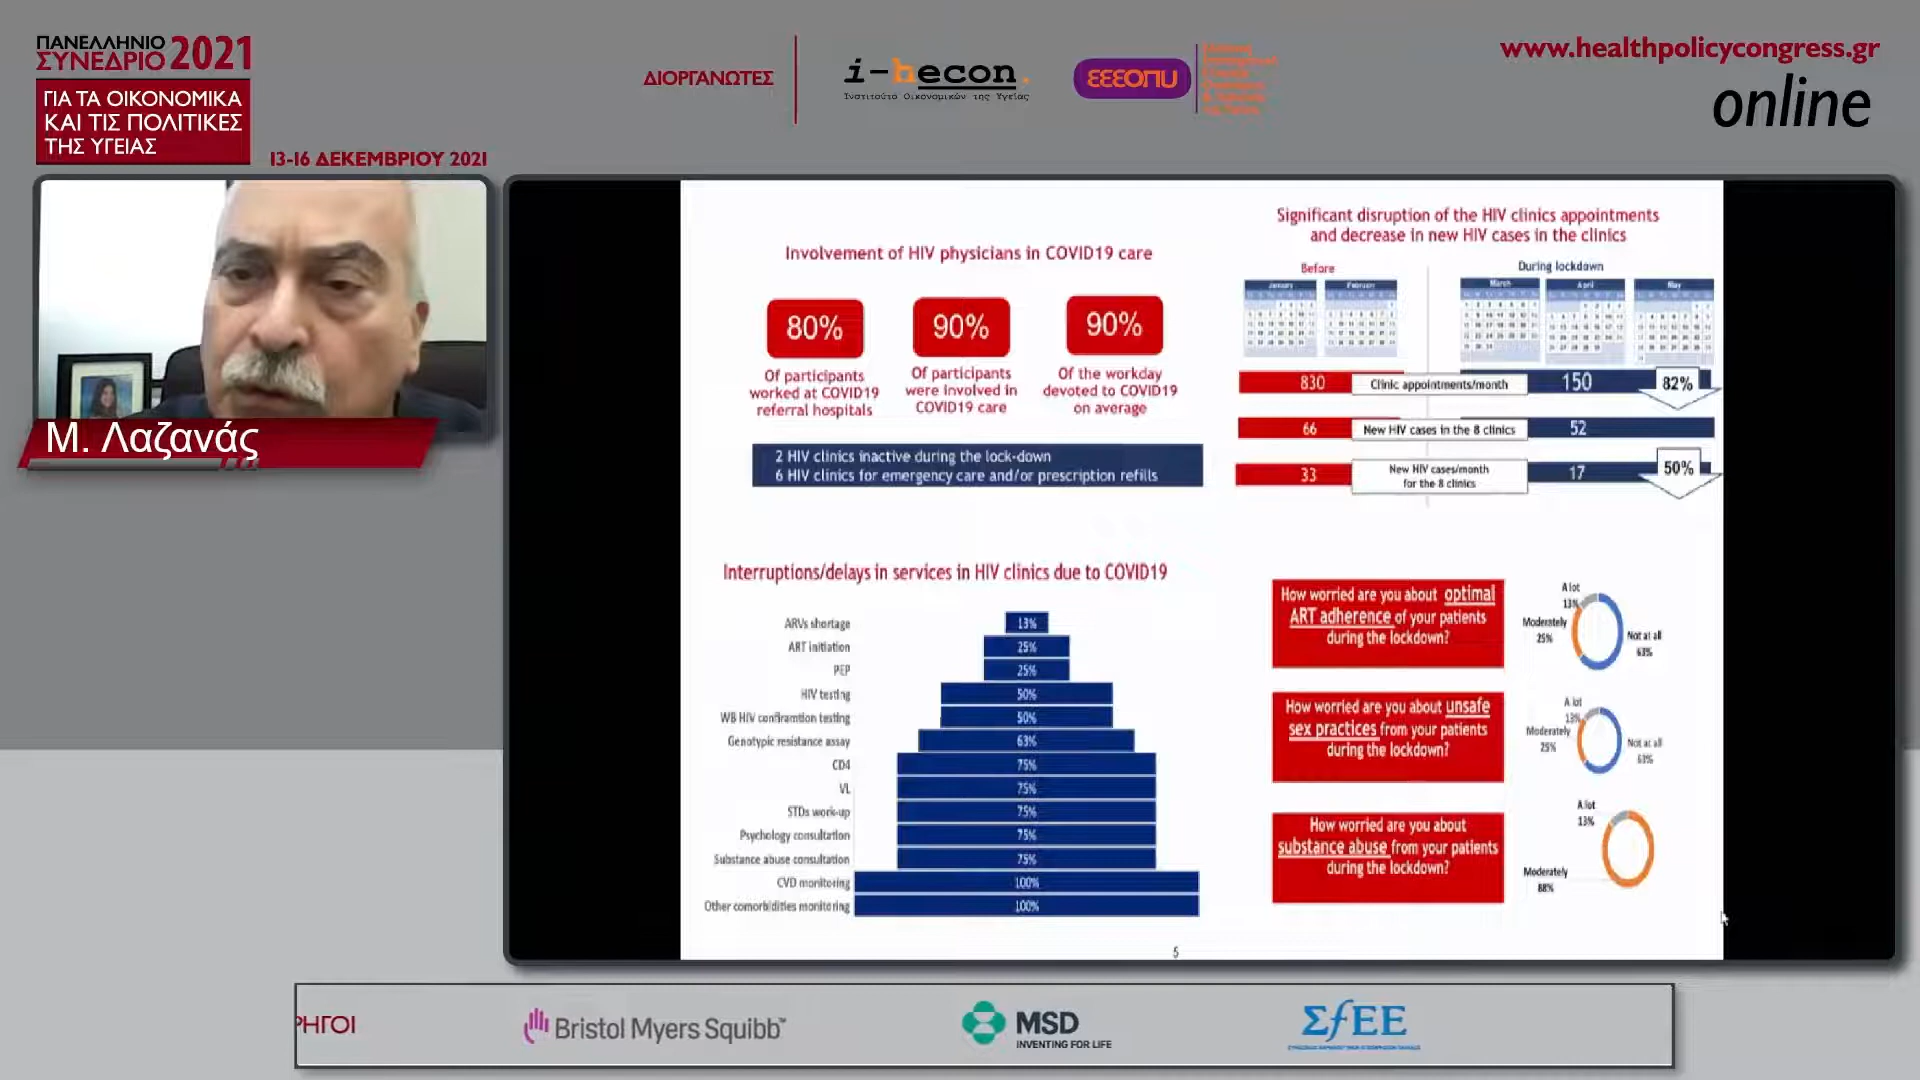 ΠΑΝΕΛΛΗΝΙΟ
ΣΥΝΕΔΡΙΟ 2021
ΓΙΑ ΤΑ ΟΙΚΟΝΟΜΙΚΑ
ΚΑΙ ΤΙΣ ΠΟΛΙΤΙΚΕΣ
ΤΗΣ ΥΓΕΙΑΣ
13-16 ΔΕΚΕΜΒΡΙΟΥ 2021
ΔΙΟΡΓΑΝΩΤΕΣ
i-hecon.
Ινστιτούτο Οικονομικών της Υγείας
ΕΕΕΟΠΥ
www.healthpolicycongress.gr
online
Μ. Λαζανάς
Involvement of HIV physicians in COVID19 care
80%
Of participants
worked at COVID19
referral hospitals
90%
Of participants
were involved in
COVID19 care
90%
Of the workday
devoted to COVID19
on average
2 HIV clinics inactive during the lock-down
6 HIV clinics for emergency care and/or prescription refills
Significant disruption of the HIV clinics appointments
and decrease in new HIV cases in the clinics
Before
During lockdown
January
February
March
April
May
830 Clinic appointments/month 150 82%
66 New HIV cases in the 8 clinics 52
33 New HIV cases/month
for the 8 clinics 17 50%
Interruptions/delays in services in HIV clinics due to COVID19
ARVs shortage 13%
ART initiation 25%
PEP 25%
HIV testing 50%
WB HIV confiramtion testing 50%
Genotypic resistance assay 63%
CD4 75%
VL 75%
STDs work-up 75%
Psychology consultation 75%
Substance abuse consultation 75%
CVD monitoring 100%
Other comorbidities monitoring 100%
How worried are you about optimal
ART adherence of your patients
during the lockdown?
A lot
13%
Moderately
25%
Not at all
63%
How worried are you about unsafe
sex practices from your patients
during the lockdown?
A lot
13%
Moderately
25%
Not at all
63%
How worried are you about
substance abuse from your patients
during the lockdown?
A lot
13%
Moderately
88%
5
ΡΗΓΟΙ
Bristol Myers Squibb™
MSD
INVENTING FOR LIFE
ΣfΕΕ